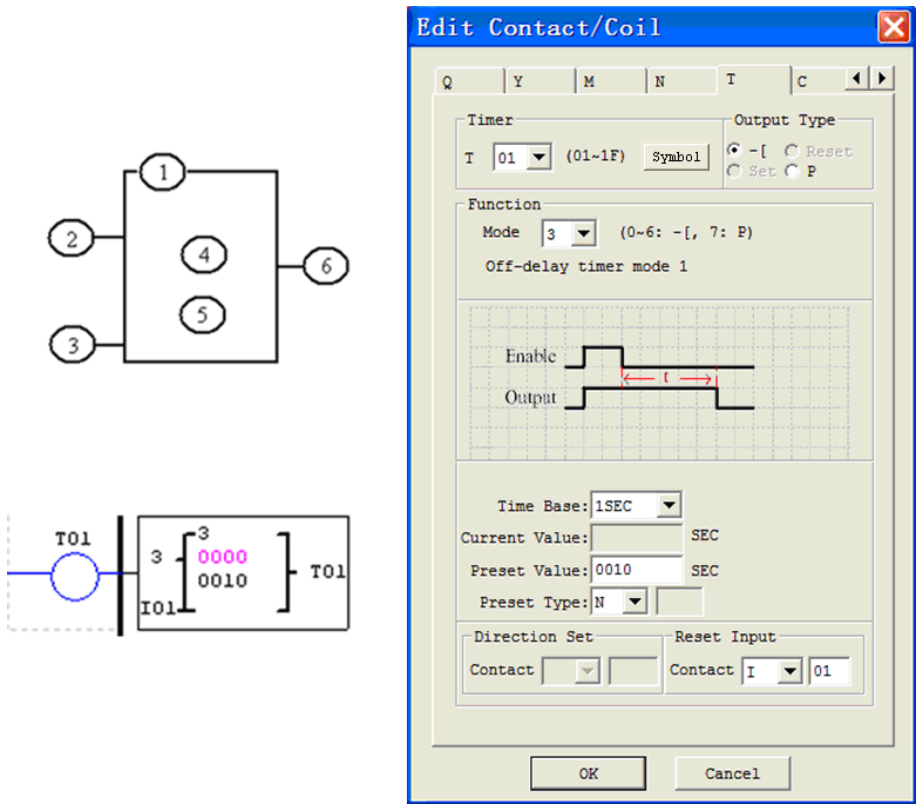 1
2
3
4
5
6
T01
3
3
0000
0010
I01
T01
Edit Contact/Coil
Q Y M N T C
Timer
T 01 (01~1F) Symbol
Output Type
-[ Reset
Set P
Function
Mode 3 (0~6: -[, 7: P)
Off-delay timer mode 1
Enable
t
Output
Time Base: 1SEC
Current Value: SEC
Preset Value: 0010 SEC
Preset Type: N
Direction Set
Contact
Reset Input
Contact I 01
OK Cancel